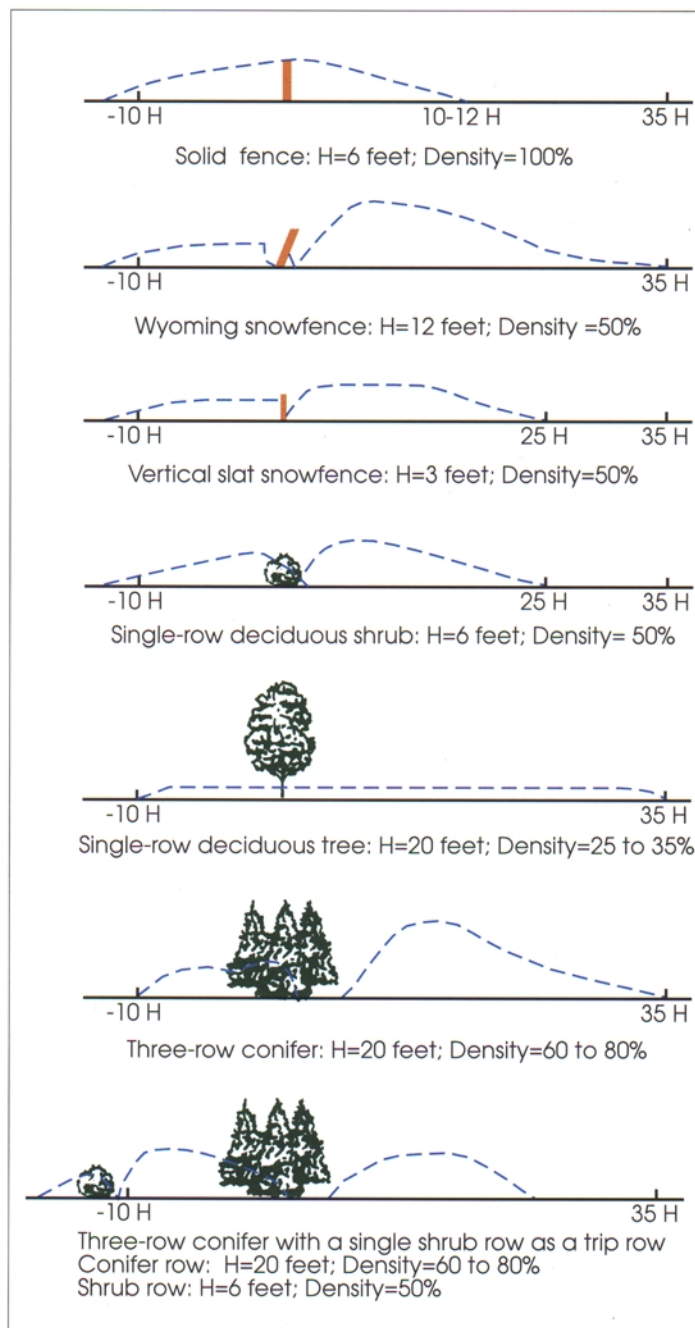 -10 H 10-12 H 35 H
Solid fence: H=6 feet; Density=100%
-10 H 35 H
Wyoming snowfence: H=12 feet; Density =50%
-10 H 25 H 35 H
Vertical slat snowfence: H=3 feet; Density=50%
-10 H 25 H 35 H
Single-row deciduous shrub: H=6 feet; Density= 50%
-10 H 35 H
Single-row deciduous tree: H=20 feet; Density=25 to 35%
-10 H 35 H
Three-row conifer: H=20 feet; Density=60 to 80%
-10 H 35 H
Three-row conifer with a single shrub row as a trip row
Conifer row: H=20 feet; Density=60 to 80%
Shrub row: H=6 feet; Density=50%